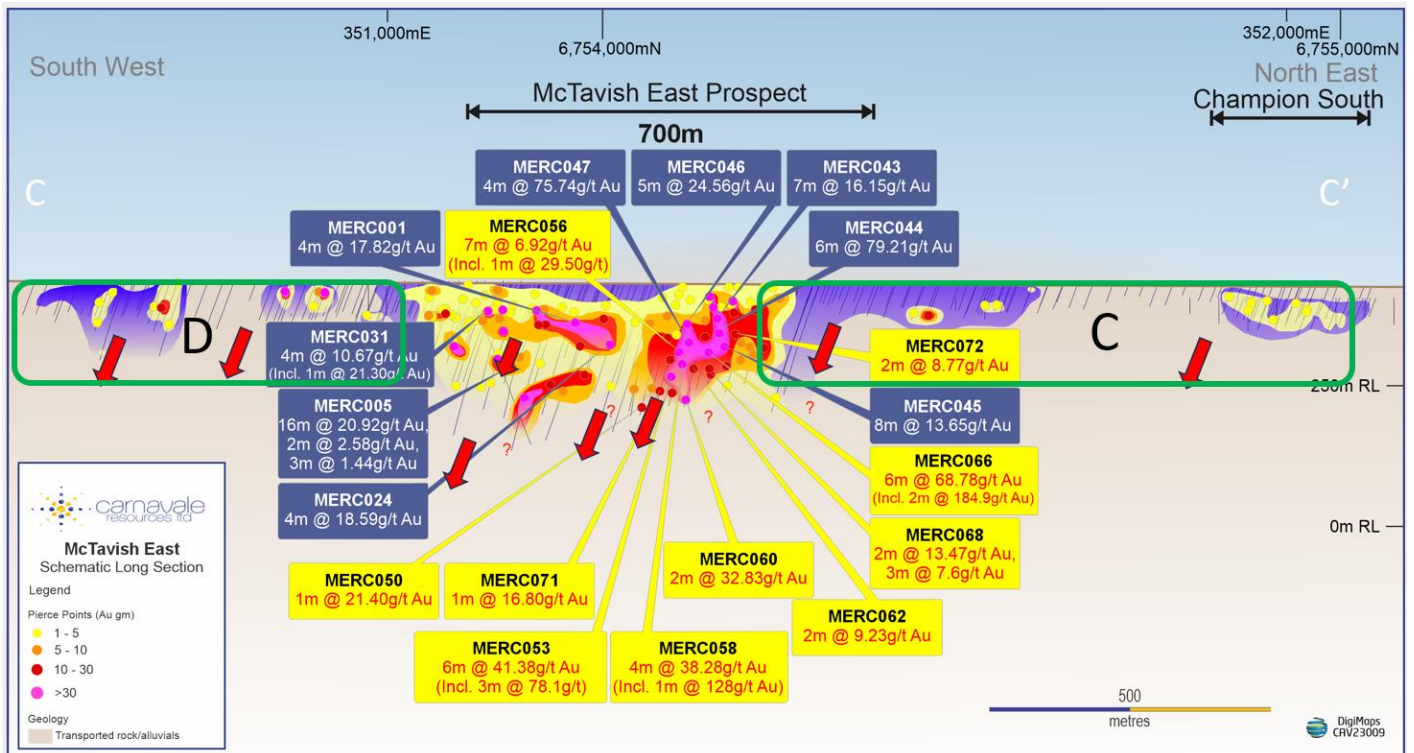 351,000mE
6,754,000mN
352,000mE
6,755,000mN
South West
North East
McTavish East Prospect
700m
Champion South
C
C’
MERC047
4m @ 75.74g/t Au
MERC046
5m @ 24.56g/t Au
MERC043
7m @ 16.15g/t Au
MERC001
4m @ 17.82g/t Au
MERC056
7m @ 6.92g/t Au
(Incl. 1m @ 29.50g/t)
MERC044
6m @ 79.21g/t Au
D
C
MERC031
4m @ 10.67g/t Au
(Incl. 1m @ 21.30g/t Au)
MERC072
2m @ 8.77g/t Au
250m RL
MERC005
16m @ 20.92g/t Au,
2m @ 2.58g/t Au,
3m @ 1.44g/t Au
MERC045
8m @ 13.65g/t Au
?
?
?
?
MERC066
6m @ 68.78g/t Au
(Incl. 2m @ 184.9g/t Au)
MERC024
4m @ 18.59g/t Au
0m RL
MERC068
2m @ 13.47g/t Au,
3m @ 7.6g/t Au
MERC050
1m @ 21.40g/t Au
MERC071
1m @ 16.80g/t Au
MERC060
2m @ 32.83g/t Au
MERC062
2m @ 9.23g/t Au
MERC053
6m @ 41.38g/t Au
(Incl. 3m @ 78.1g/t)
MERC058
4m @ 38.28g/t Au
(Incl. 1m @ 128g/t Au)
carnavale
resources ltd
McTavish East
Schematic Long Section
Legend
Pierce Points (Au gm)
1 - 5
5 - 10
10 - 30
>30
Geology
Transported rock/alluvials
500
metres
DigiMaps
CAV23009